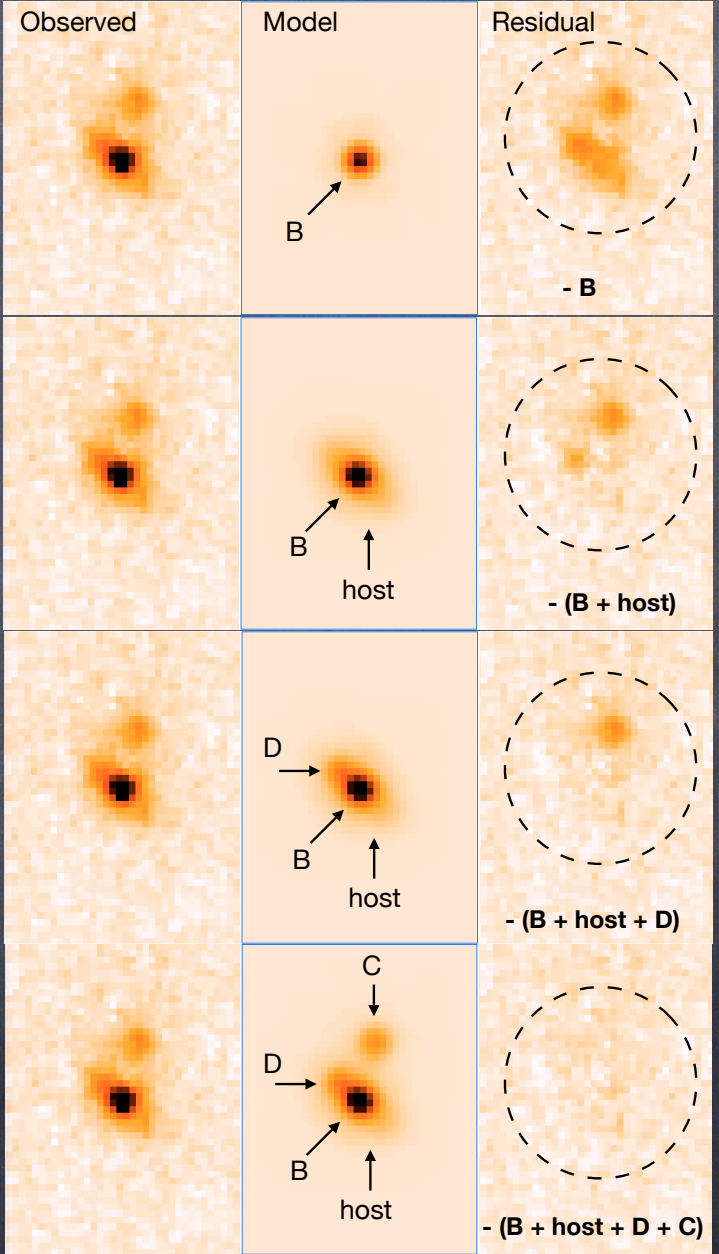 Observed
Model
Residual
B
- B
B
host
- (B + host)
D
B
host
- (B + host + D)
C
D
B
host
- (B + host + D + C)